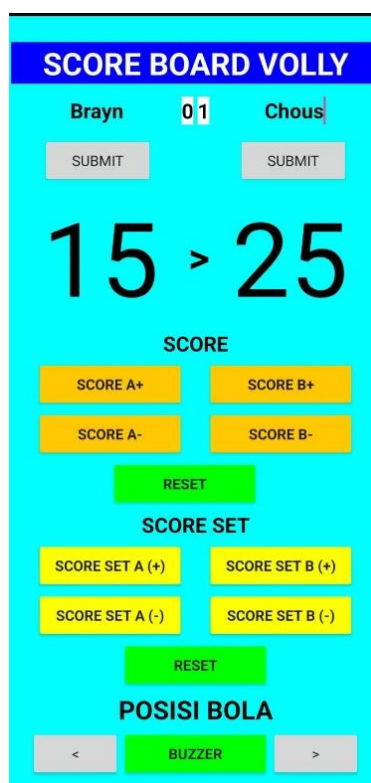 SCORE BOARD VOLLY
Brayn 0 1 Chous
SUBMIT SUBMIT
15 > 25
SCORE
SCORE A+ SCORE B+
SCORE A- SCORE B-
RESET
SCORE SET
SCORE SET A (+) SCORE SET B (+)
SCORE SET A (-) SCORE SET B (-)
RESET
POSISI BOLA
< BUZZER >